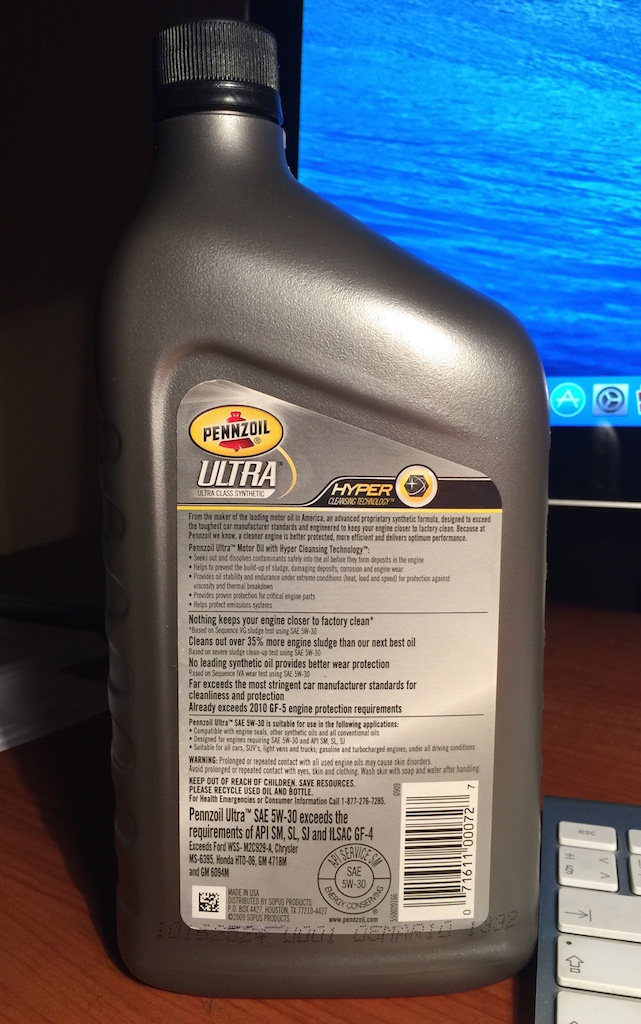 PENNZOIL®
ULTRA™
ULTRA CLASS SYNTHETIC
HYPER
CLEANSING TECHNOLOGY™
From the maker of the leading motor oil in America, an advanced proprietary synthetic formula, designed to exceed
the toughest car manufacturer standards and engineered to keep your engine closer to factory clean. Because at
Pennzoil we know, a cleaner engine is better protected, more efficient and delivers optimum performance.
Pennzoil Ultra™ Motor Oil with Hyper Cleansing Technology™:
• Seeks out and dissolves contaminants safely into the oil before they form deposits in the engine
• Helps to prevent the build-up of sludge, damaging deposits, corrosion and engine wear
• Provides oil stability and endurance under extreme conditions (heat, load and speed) for protection against
viscosity and thermal breakdown
• Provides proven protection for critical engine parts
• Helps protect emissions systems
Nothing keeps your engine closer to factory clean*
*Based on Sequence VG sludge test using SAE 5W-30
Cleans out over 35% more engine sludge than our next best oil
Based on severe sludge clean-up test using SAE 5W-30
No leading synthetic oil provides better wear protection
Based on Sequence IVA wear test using SAE 5W-30
Far exceeds the most stringent car manufacturer standards for
cleanliness and protection
Already exceeds 2010 GF-5 engine protection requirements
Pennzoil Ultra™ SAE 5W-30 is suitable for use in the following applications:
• Compatible with engine seals, other synthetic oils and all conventional oils
• Designed for engines requiring SAE 5W-30 and API SM, SL, SJ
• Suitable for all cars, SUV's, light vans and trucks; gasoline and turbocharged engines; under all driving conditions
WARNING: Prolonged or repeated contact with all used engine oils may cause skin disorders.
Avoid prolonged or repeated contact with eyes, skin and clothing. Wash skin with soap and water after handling.
KEEP OUT OF REACH OF CHILDREN. SAVE RESOURCES.
PLEASE RECYCLE USED OIL AND BOTTLE.
For Health Emergencies or Consumer Information Call 1-877-276-7285.
Pennzoil Ultra™ SAE 5W-30 exceeds the
requirements of API SM, SL, SJ and ILSAC GF-4
Exceeds Ford WSS- M2C929-A, Chrysler
MS-6395, Honda HTO-06, GM 4718M
and GM 6094M
API SERVICE SM
SAE
5W-30
ENERGY CONSERVING
MADE IN USA
DISTRIBUTED BY SOPUS PRODUCTS
P.O. BOX 4427, HOUSTON, TX 77210-4427
©2009 SOPUS PRODUCTS
www.pennzoil.com
0909
0 71611 00072 7
U001 08MAR10
esc
§
$